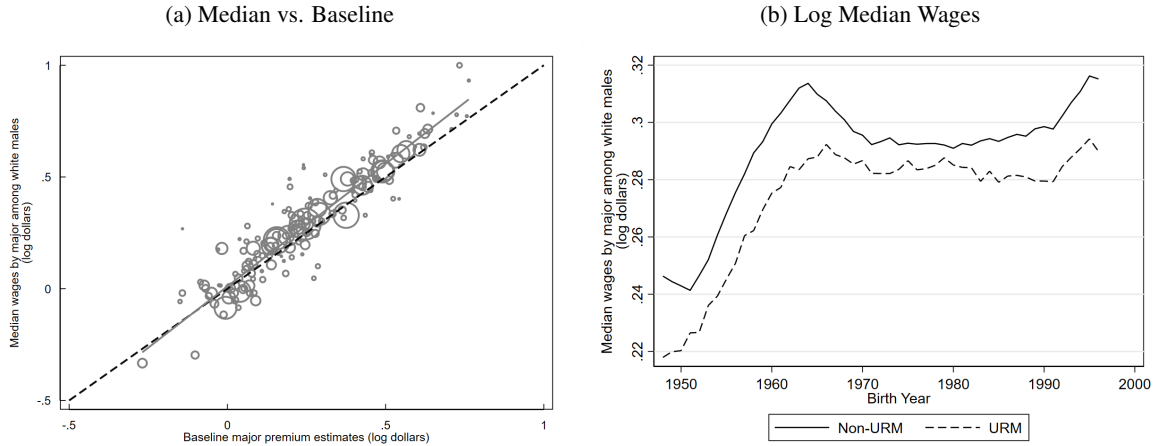 (a) Median vs. Baseline
Median wages by major among white males
(log dollars)
1
.5
0
-.5
-.5
0
.5
1
Baseline major premium estimates (log dollars)
(b) Log Median Wages
Median wages by major among white males
(log dollars)
.32
.3
.28
.26
.24
.22
1950
1960
1970
1980
1990
2000
Birth Year
Non-URM
URM